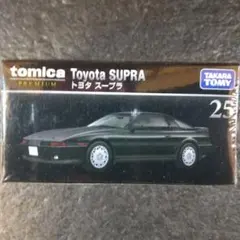 tomica
PREMIUM
Toyota SUPRA
トヨタ スープラ
TAKARA
TOMY
25